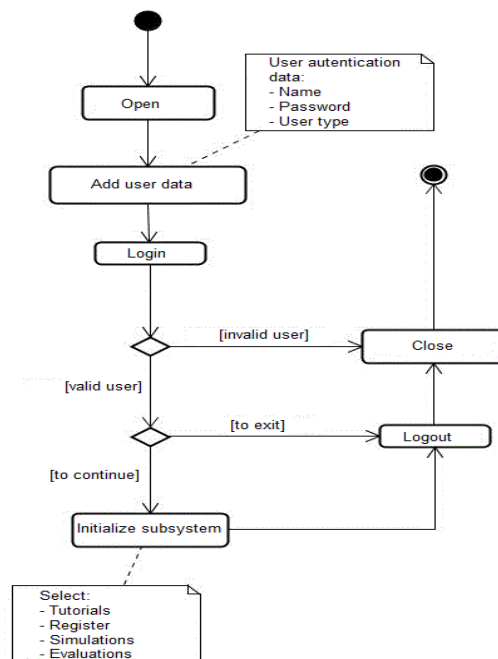 User autentication
data:
- Name
- Password
- User type
Open
Add user data
Login
[invalid user]
Close
[valid user]
[to exit]
Logout
[to continue]
Initialize subsystem
Select:
- Tutorials
- Register
- Simulations
- Evaluations